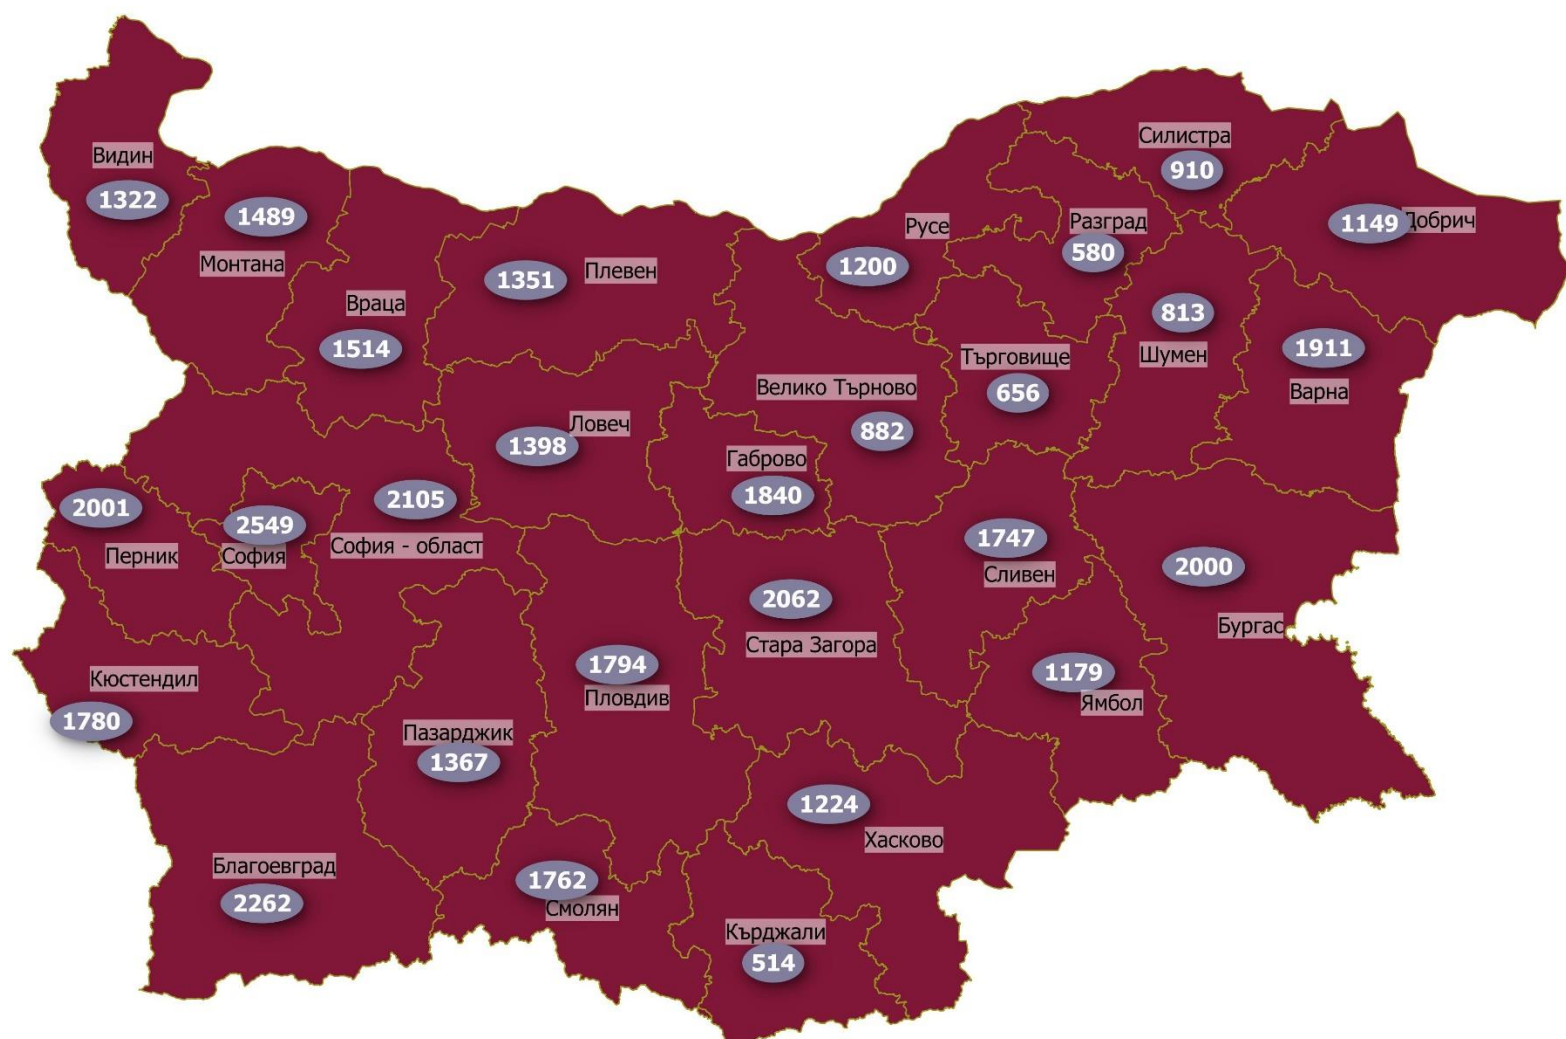 Силистра
910
Видин
1322
1489
Монтана
Русе
1200
Разград
580
1149
Добрич
Плевен
1351
Враца
1514
813
Шумен
1911
Варна
Търговище
656
Велико Търново
882
Ловеч
1398
Габрово
1840
2001
Перник
2549
София
2105
София - област
1747
Сливен
2000
Бургас
2062
Стара Загора
Кюстендил
1780
1794
Пловдив
1179
Ямбол
Пазарджик
1367
1224
Хасково
Благоевград
2262
1762
Смолян
Кърджали
514